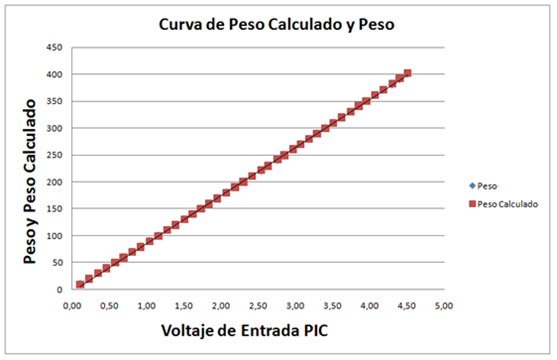 Curva de Peso Calculado y Peso
Peso y Peso Calculado
450
400
350
300
250
200
150
100
50
0
0,00 0,50 1,00 1,50 2,00 2,50 3,00 3,50 4,00 4,50 5,00
Voltaje de Entrada PIC
Peso
Peso Calculado